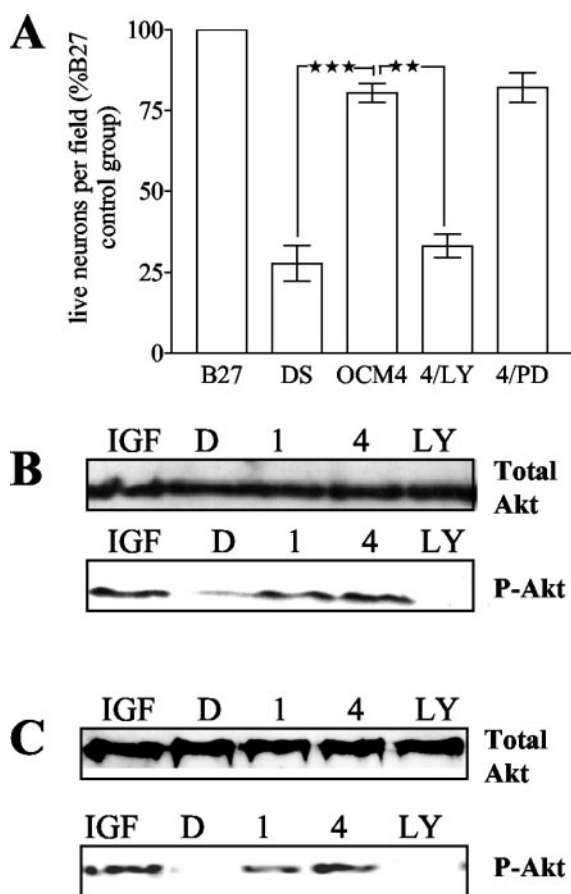 A
live neurons per field (%B27
control group)
100
75
50
25
0
★★★ ★★
B27 DS OCM4 4/LY 4/PD
B
IGF D 1 4 LY
Total
Akt
IGF D 1 4 LY
P-Akt
C
IGF D 1 4 LY
Total
Akt
IGF D 1 4 LY
P-Akt